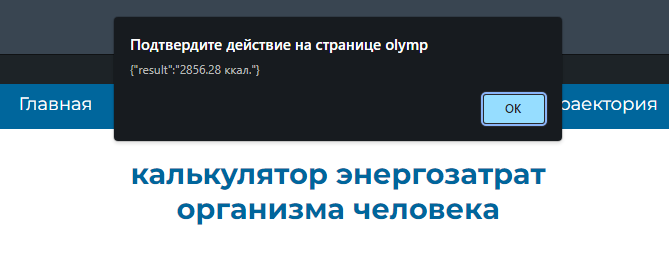 Подтвердите действие на странице olymp
{"result":"2856.28 ккал."}
OK
Главная
раектория
калькулятор энергозатрат
организма человека